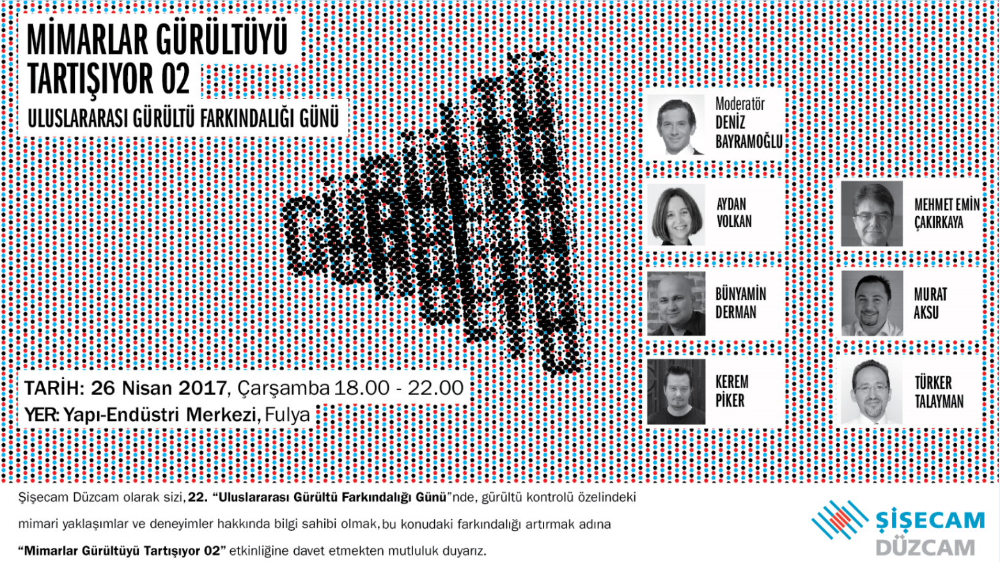 MİMARLAR GÜRÜLTÜYÜ
TARTIŞIYOR 02
ULUSLARARASI GÜRÜLTÜ FARKINDALIĞI GÜNÜ
GÜRÜLTÜ
Moderatör
DENİZ
BAYRAMOĞLU
AYDAN
VOLKAN
MEHMET EMİN
ÇAKIRKAYA
BÜNYAMİN
DERMAN
MURAT
AKSU
KEREM
PİKER
TÜRKER
TALAYMAN
TARİH: 26 Nisan 2017, Çarşamba 18.00 - 22.00
YER: Yapı-Endüstri Merkezi, Fulya
Şişecam Düzcam olarak sizi, 22. “Uluslararası Gürültü Farkındalığı Günü”nde, gürültü kontrolü özelindeki
mimari yaklaşımlar ve deneyimler hakkında bilgi sahibi olmak, bu konudaki farkındalığı artırmak adına
“Mimarlar Gürültüyü Tartışıyor 02” etkinliğine davet etmekten mutluluk duyarız.
ŞİŞECAM
DÜZCAM